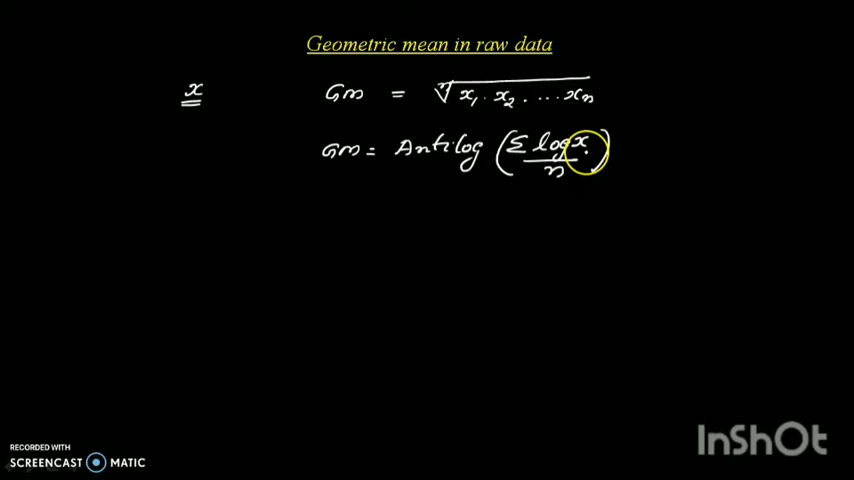 Geometric mean in raw data
x GM = ⁿ√x₁ . x₂ . ... xₙ
GM = Antilog (Σ log x / n)
RECORDED WITH
SCREENCAST MATIC
InShOt